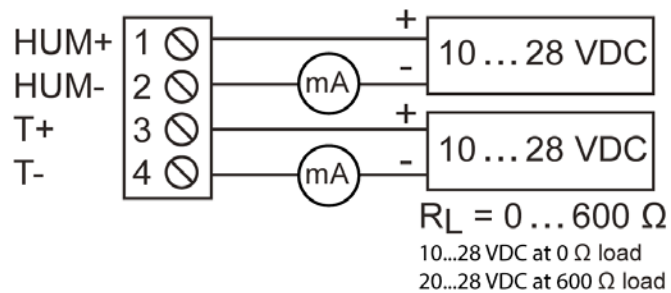 HUM+ 1 + 10 ... 28 VDC
HUM- 2 mA -
T+ 3 + 10 ... 28 VDC
T- 4 mA -
RL = 0 ... 600 Ω
10...28 VDC at 0 Ω load
20...28 VDC at 600 Ω load